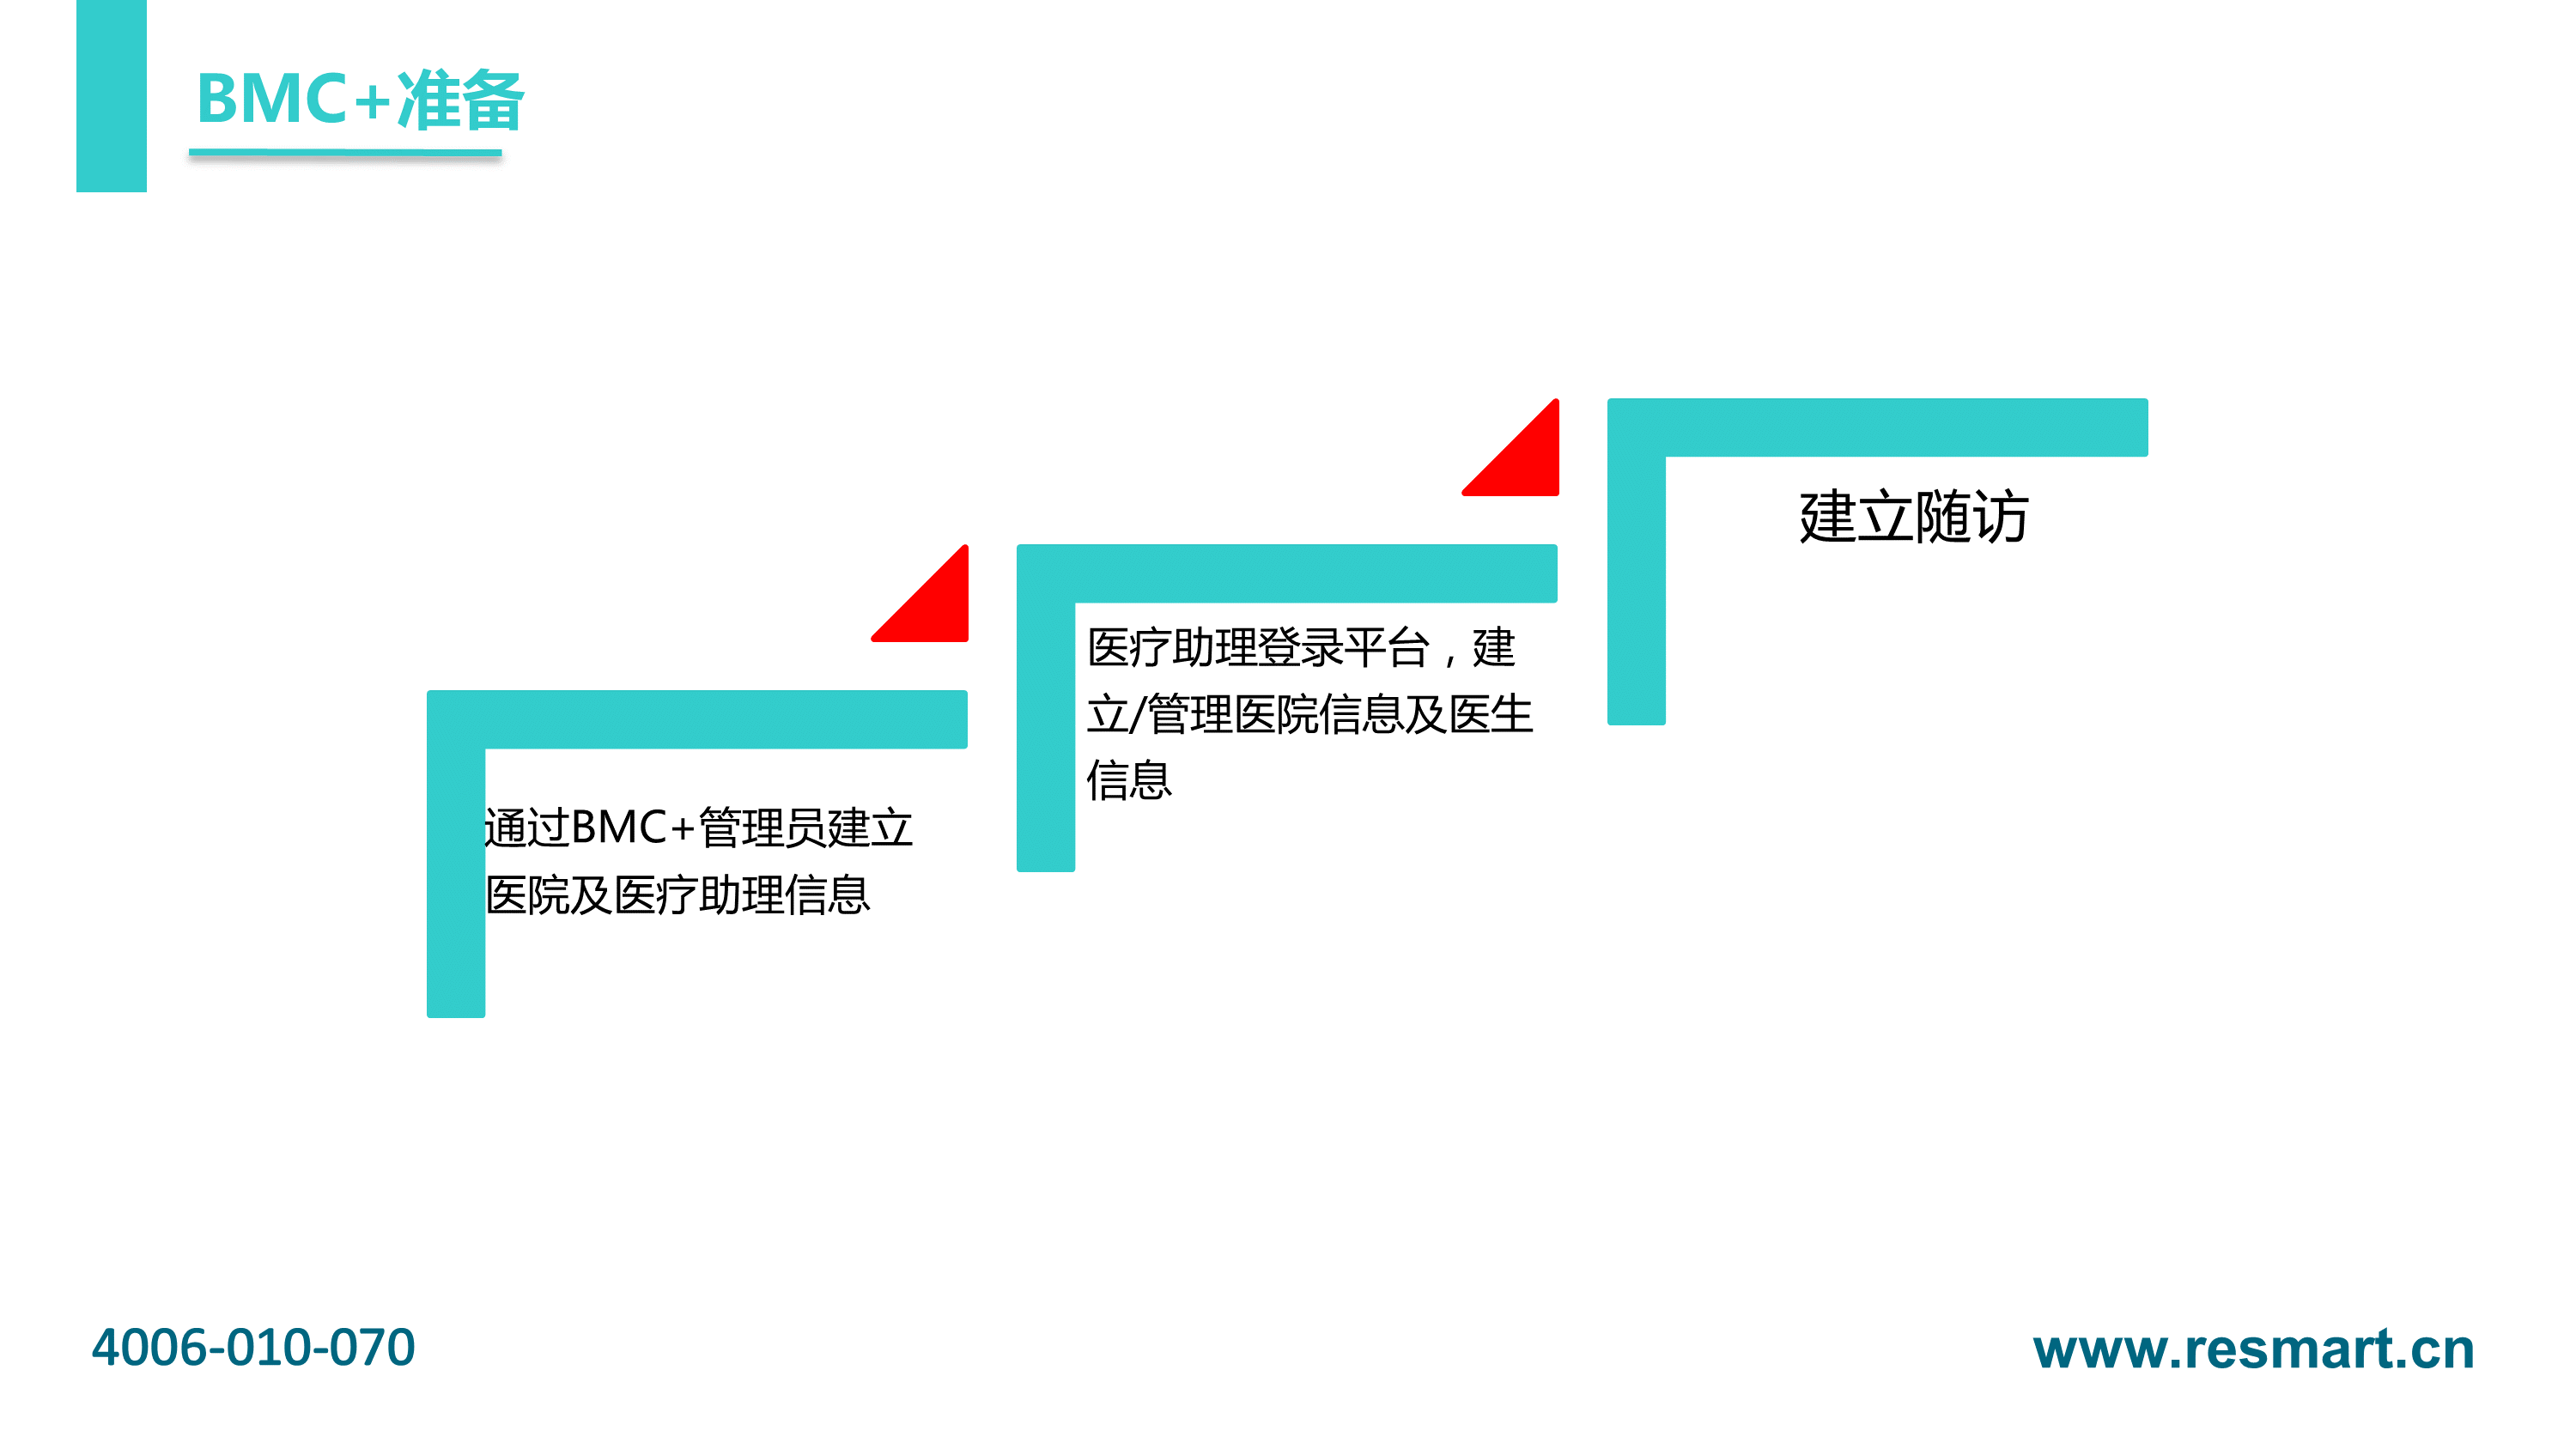 BMC+准备
通过BMC+管理员建立
医院及医疗助理信息
医疗助理登录平台，建
立/管理医院信息及医生
信息
建立随访
4006-010-070
www.resmart.cn